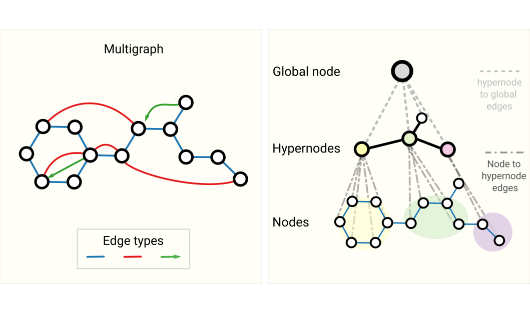 Multigraph
Edge types
Global node
hypernode
to global
edges
Hypernodes
Node to
hypernode
edges
Nodes